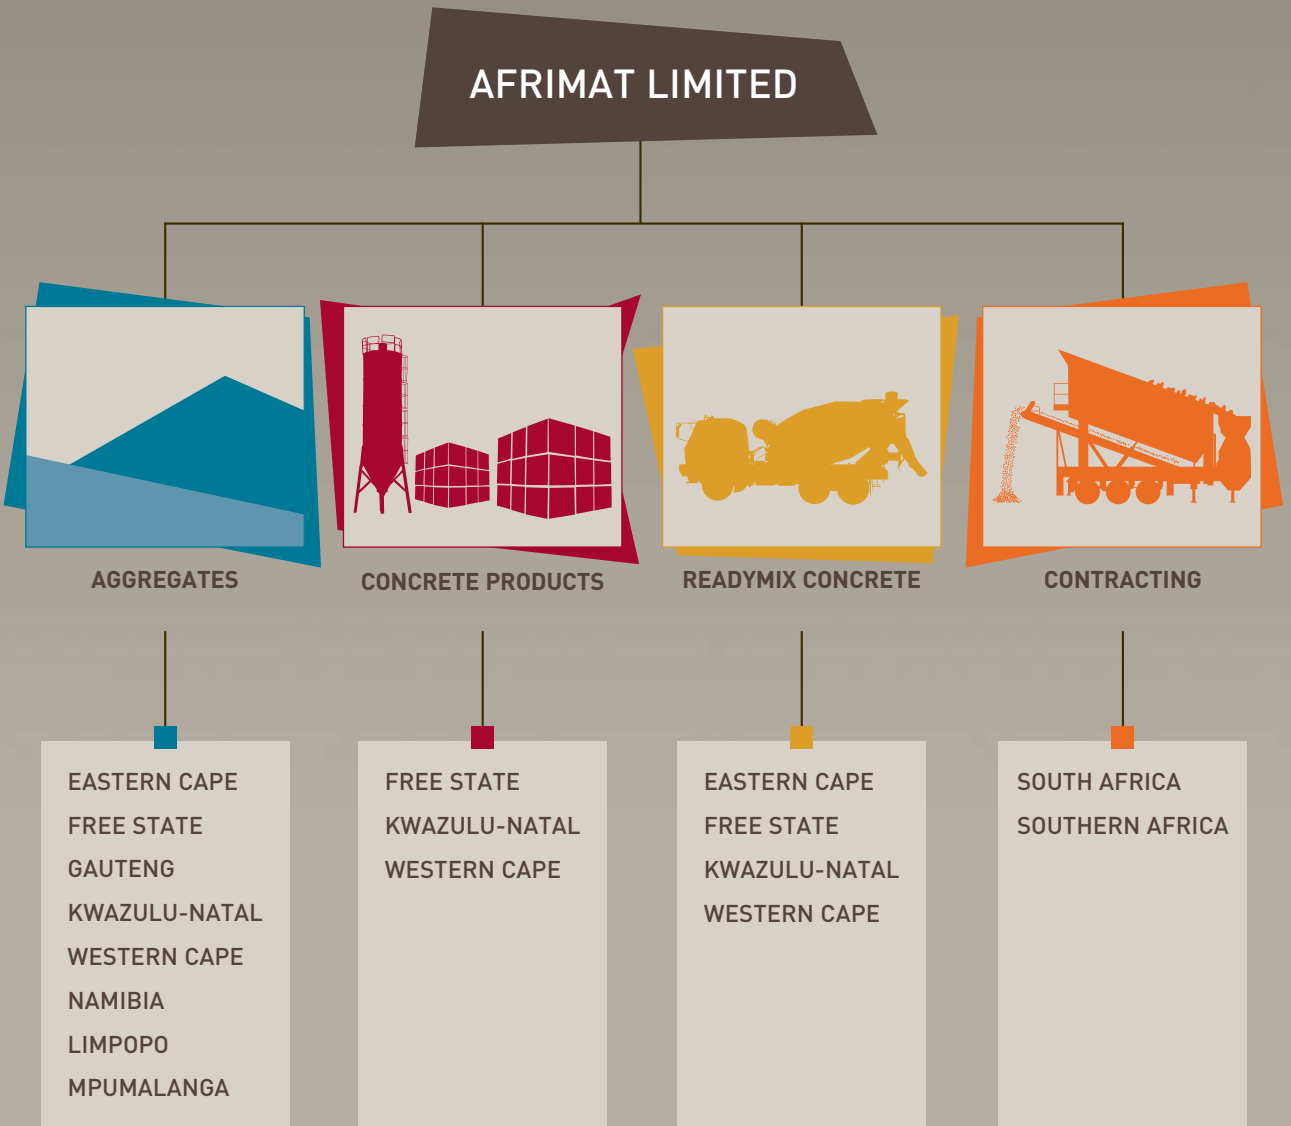 AFRIMAT LIMITED
AGGREGATES
CONCRETE PRODUCTS
READYMIX CONCRETE
CONTRACTING
EASTERN CAPE
FREE STATE
GAUTENG
KWAZULU-NATAL
WESTERN CAPE
NAMIBIA
LIMPOPO
MPUMALANGA
FREE STATE
KWAZULU-NATAL
WESTERN CAPE
EASTERN CAPE
FREE STATE
KWAZULU-NATAL
WESTERN CAPE
SOUTH AFRICA
SOUTHERN AFRICA